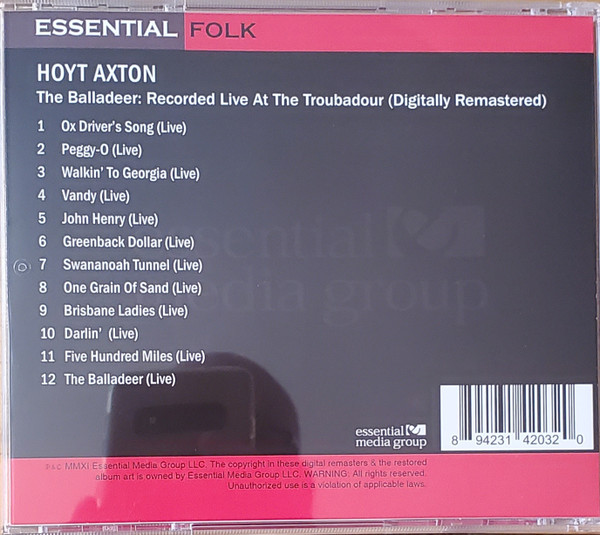 ESSENTIAL FOLK
HOYT AXTON
The Balladeer: Recorded Live At The Troubadour (Digitally Remastered)
1 Ox Driver's Song (Live)
2 Peggy-O (Live)
3 Walkin' To Georgia (Live)
4 Vandy (Live)
5 John Henry (Live)
6 Greenback Dollar (Live)
7 Swananoah Tunnel (Live)
8 One Grain Of Sand (Live)
9 Brisbane Ladies (Live)
10 Darlin' (Live)
11 Five Hundred Miles (Live)
12 The Balladeer (Live)
essential
media group
essential
media group
8 94231 42032 0
P & C MMXI Essential Media Group LLC. The copyright in these digital remasters & the restored
album art is owned by Essential Media Group LLC. WARNING: All rights reserved.
Unauthorized use is a violation of applicable laws.